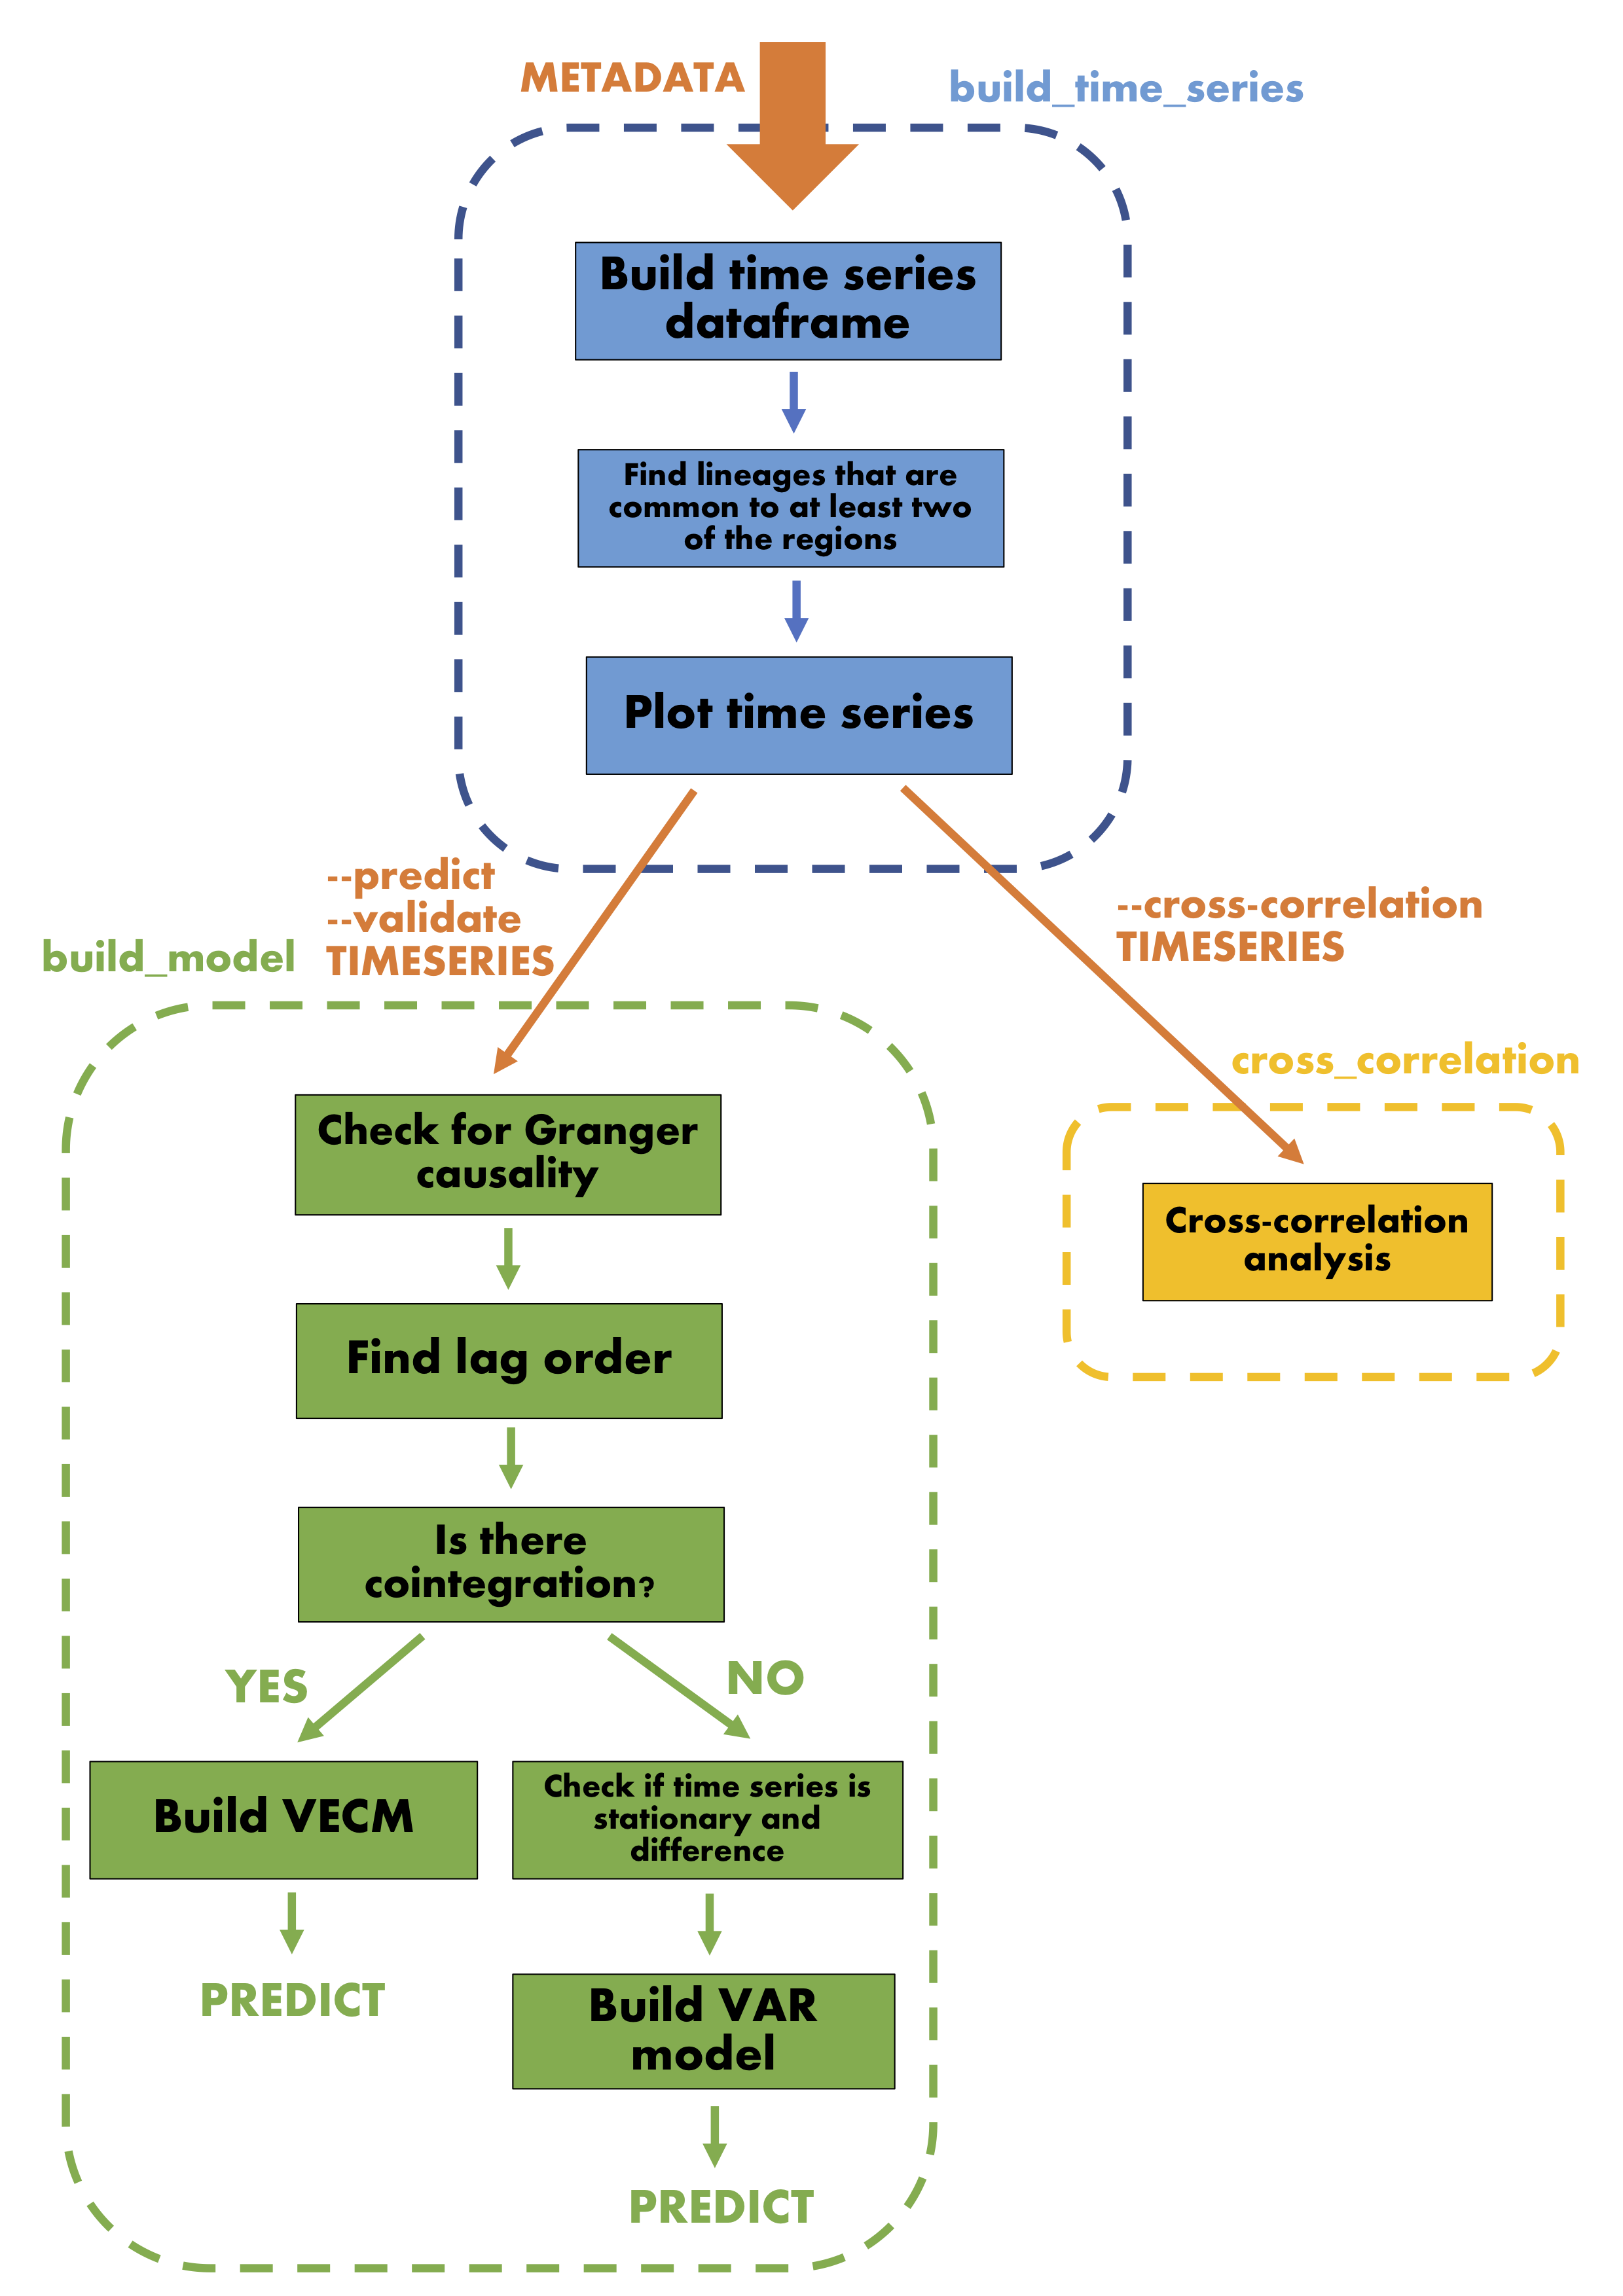 METADATA
build_time_series
Build time series
dataframe
Find lineages that are
common to at least two
of the regions
Plot time series
--predict
--validate
TIMESERIES
build_model
--cross-correlation
TIMESERIES
cross_correlation
Check for Granger
causality
Cross-correlation
analysis
Find lag order
Is there
cointegration?
YES
NO
Build VECM
Check if time series is
stationary and
difference
PREDICT
Build VAR
model
PREDICT